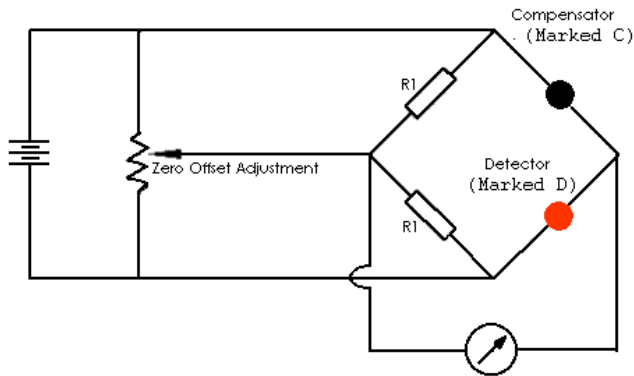 Compensator
. (Marked C)
R1
Zero Offset Adjustment
Detector
(Marked D)
R1